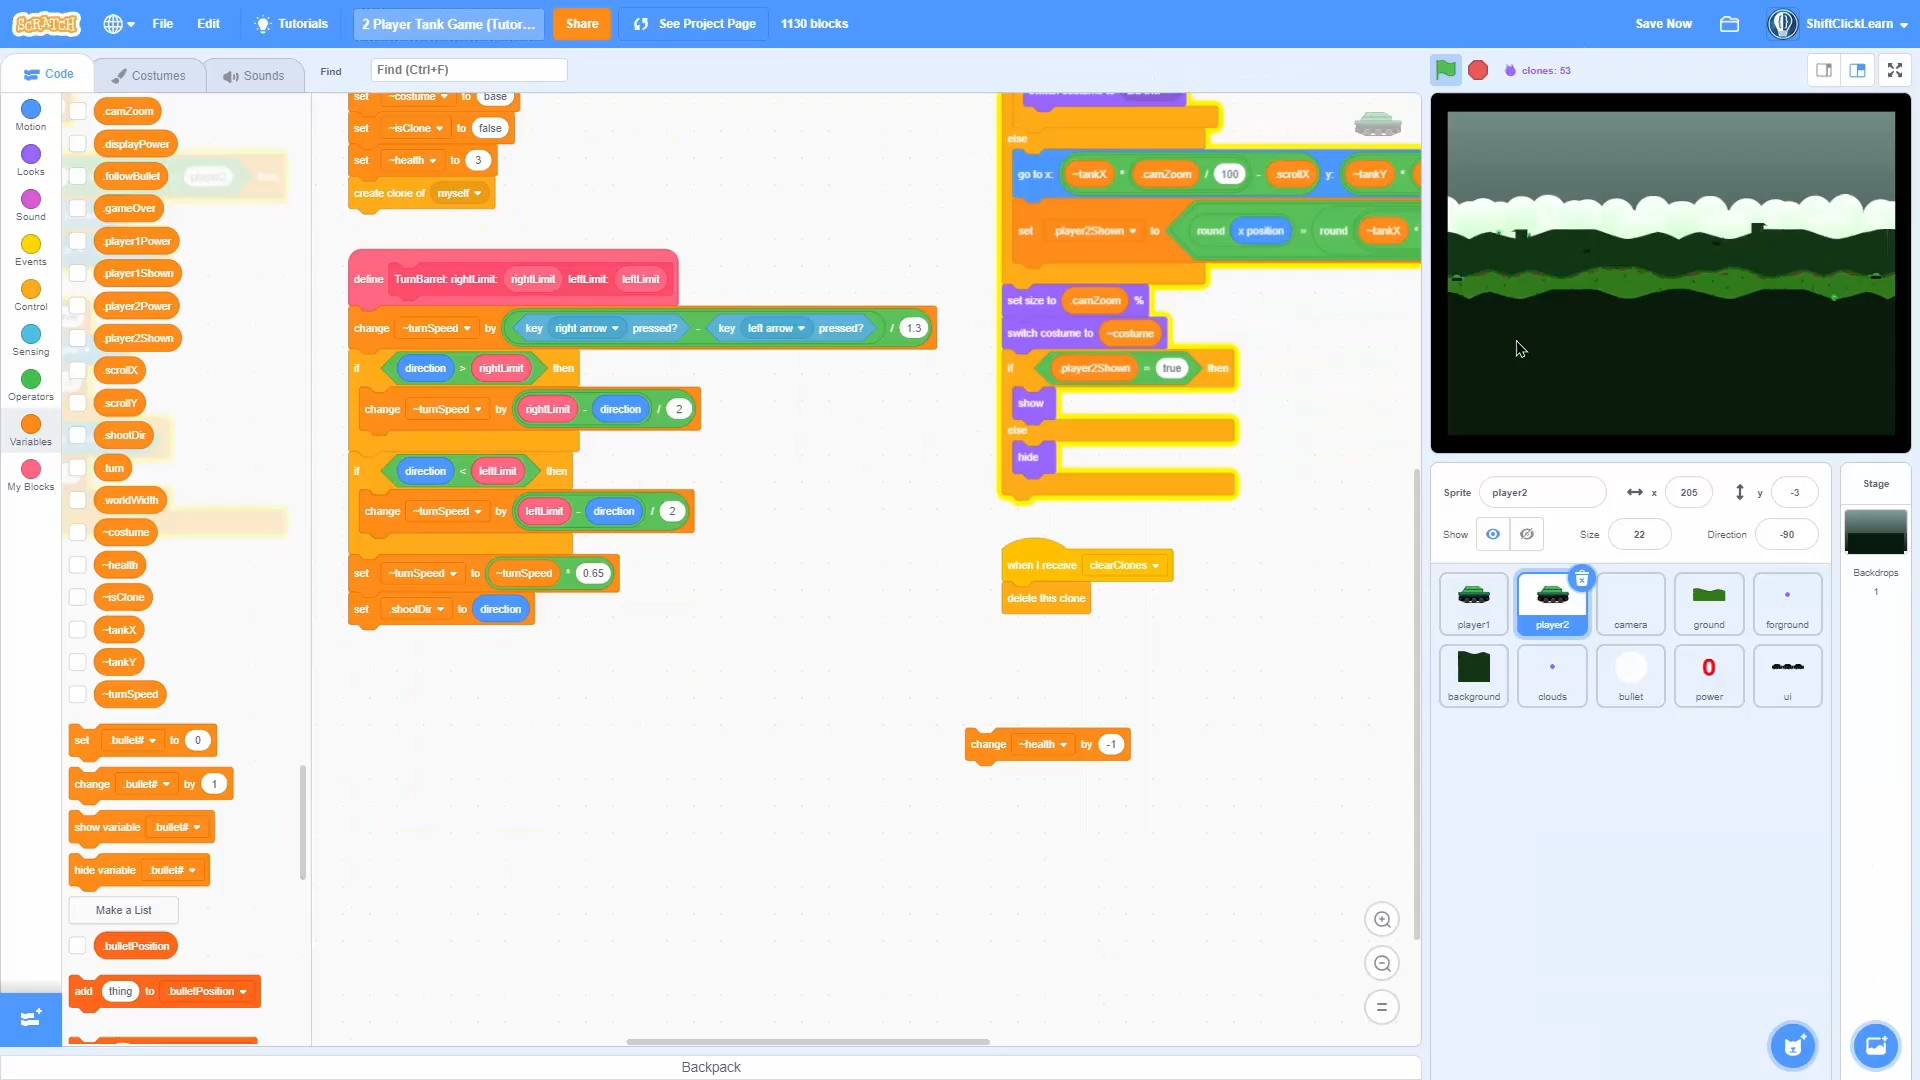 SCRATCH File Edit Tutorials 2 Player Tank Game (Tutor... Share See Project Page 1130 blocks Save Now ShiftClickLearn
Code Costumes Sounds Find Find (Ctrl+F) clones: 53
Motion
Looks
Sound
Events
Control
Sensing
Operators
Variables
My Blocks
.camZoom
.displayPower
.followBullet
.gameOver
.player1Power
.player1Shown
.player2Power
.player2Shown
.scrollX
.scrollY
.shootDir
.turn
.worldWidth
~costume
~health
~isClone
~tankX
~tankY
~turnSpeed
set .bullet# to 0
change .bullet# by 1
show variable .bullet#
hide variable .bullet#
Make a List
.bulletPosition
add thing to .bulletPosition
set ~costume to base
set ~isClone to false
set ~health to 3
create clone of myself
define TurnBarrel: rightLimit: rightLimit leftLimit: leftLimit
change ~turnSpeed by key right arrow pressed? - key left arrow pressed? / 1.3
if direction > rightLimit then
change ~turnSpeed by rightLimit - direction / 2
if direction < leftLimit then
change ~turnSpeed by leftLimit - direction / 2
set ~turnSpeed to ~turnSpeed * 0.65
set .shootDir to direction
else
go to x: ~tankX * .camZoom / 100 - .scrollX y: ~tankY *
set .player2Shown to round x position = round ~tankX *
set size to .camZoom %
switch costume to ~costume
if .player2Shown = true then
show
else
hide
when I receive clearClones
delete this clone
change ~health by -1
Backpack
Sprite player2 x 205 y -3
Show Size 22 Direction -90
player1 player2 camera ground forground
background clouds bullet 0 power ui
Stage
Backdrops
1